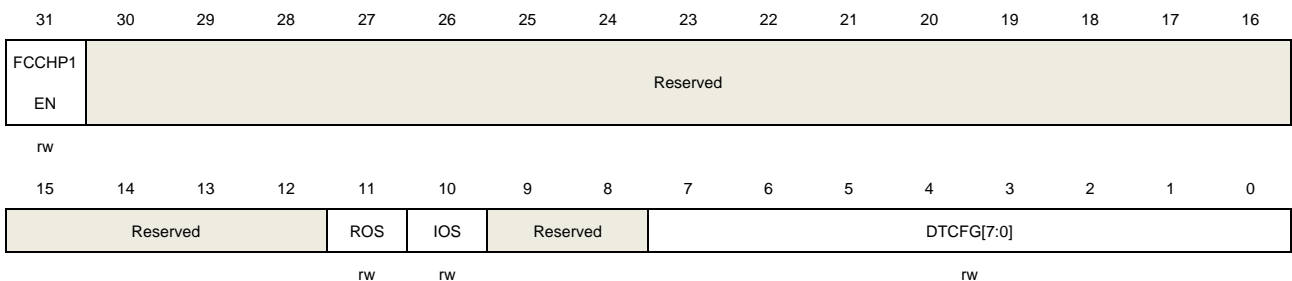 31 30 29 28 27 26 25 24 23 22 21 20 19 18 17 16
FCCHP1
EN
Reserved
rw
15 14 13 12 11 10 9 8 7 6 5 4 3 2 1 0
Reserved ROS IOS Reserved DTCFG[7:0]
rw rw rw